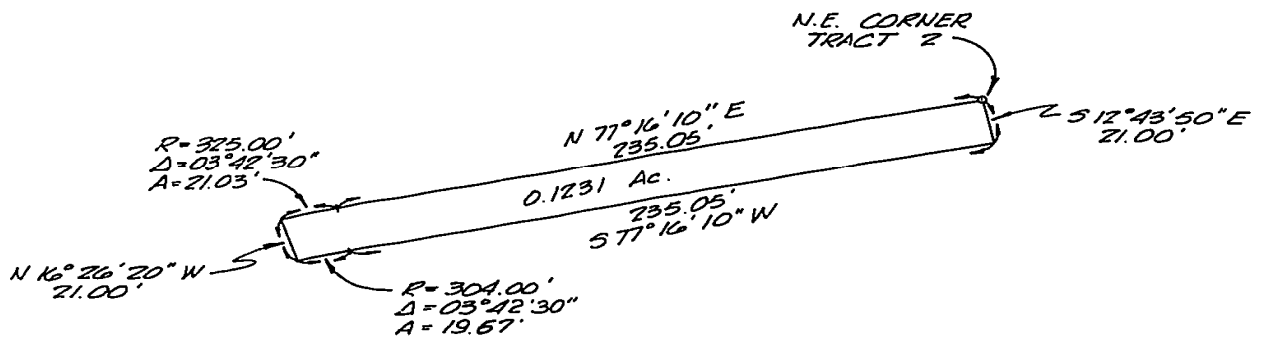 N.E. CORNER
TRACT 2
N 77°16'10" E
235.05'
S 12°43'50" E
21.00'
R=325.00'
Δ=03°42'30"
A=21.03'
0.1231 Ac.
235.05'
S 77°16'10" W
N 16°26'20" W
21.00'
R=304.00'
Δ=03°42'30"
A=19.67'